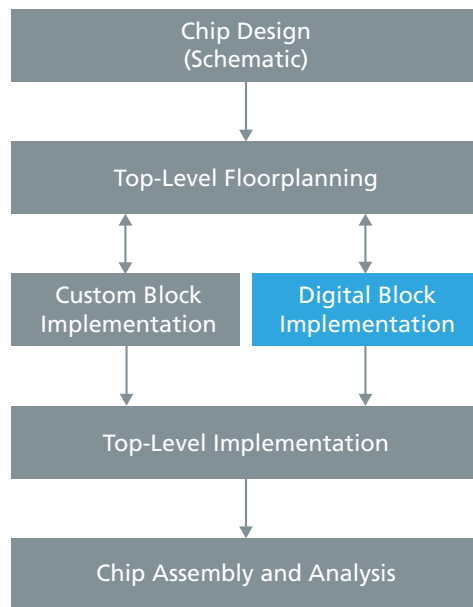 Chip Design
(Schematic)
Top-Level Floorplanning
Custom Block
Implementation
Digital Block
Implementation
Top-Level Implementation
Chip Assembly and Analysis